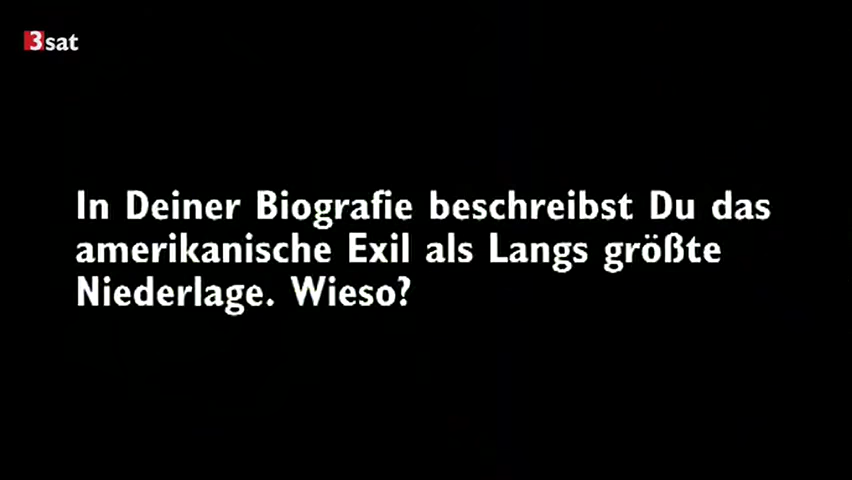 3sat
In Deiner Biografie beschreibst Du das
amerikanische Exil als Langs größte
Niederlage. Wieso?